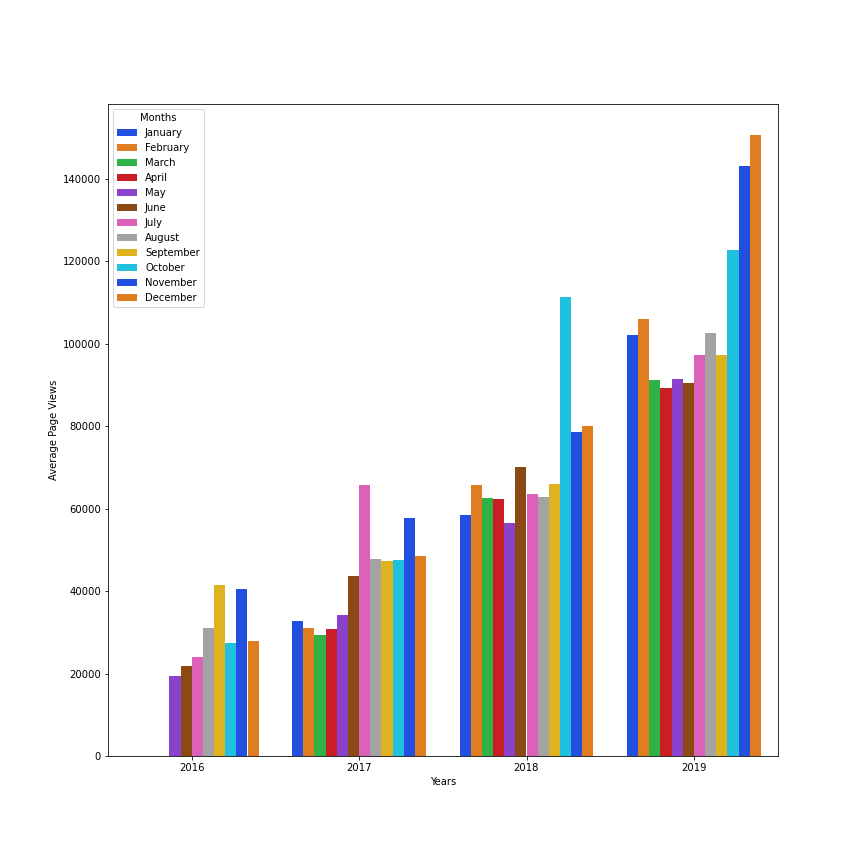 Months
January
February
March
April
May
June
July
August
September
October
November
December
140000
120000
100000
80000
60000
40000
20000
0
Average Page Views
2016 2017 2018 2019
Years